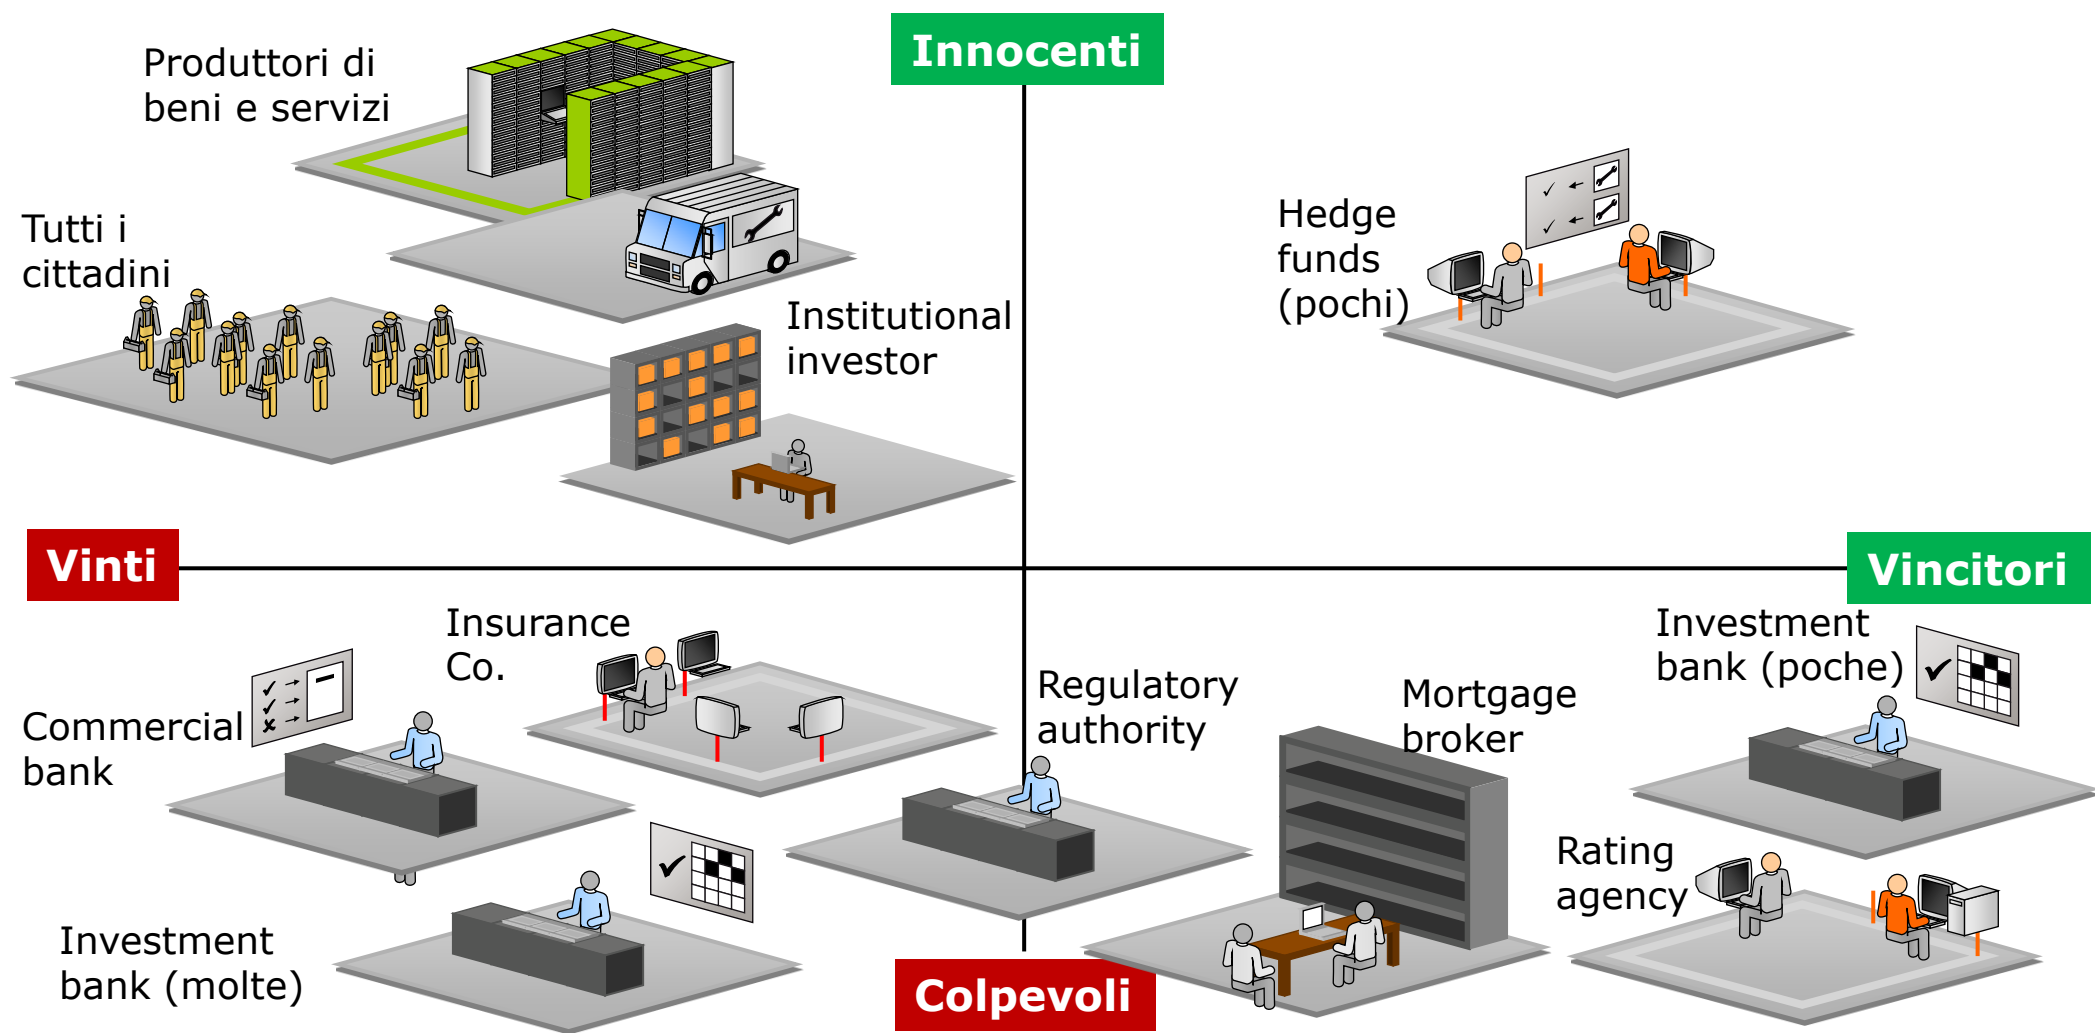 Innocenti
Produttori di
beni e servizi
Tutti i
cittadini
Institutional
investor
Hedge
funds
(pochi)
Vinti
Vincitori
Insurance
Co.
Commercial
bank
Investment
bank (molte)
Regulatory
authority
Mortgage
broker
Investment
bank (poche)
Rating
agency
Colpevoli